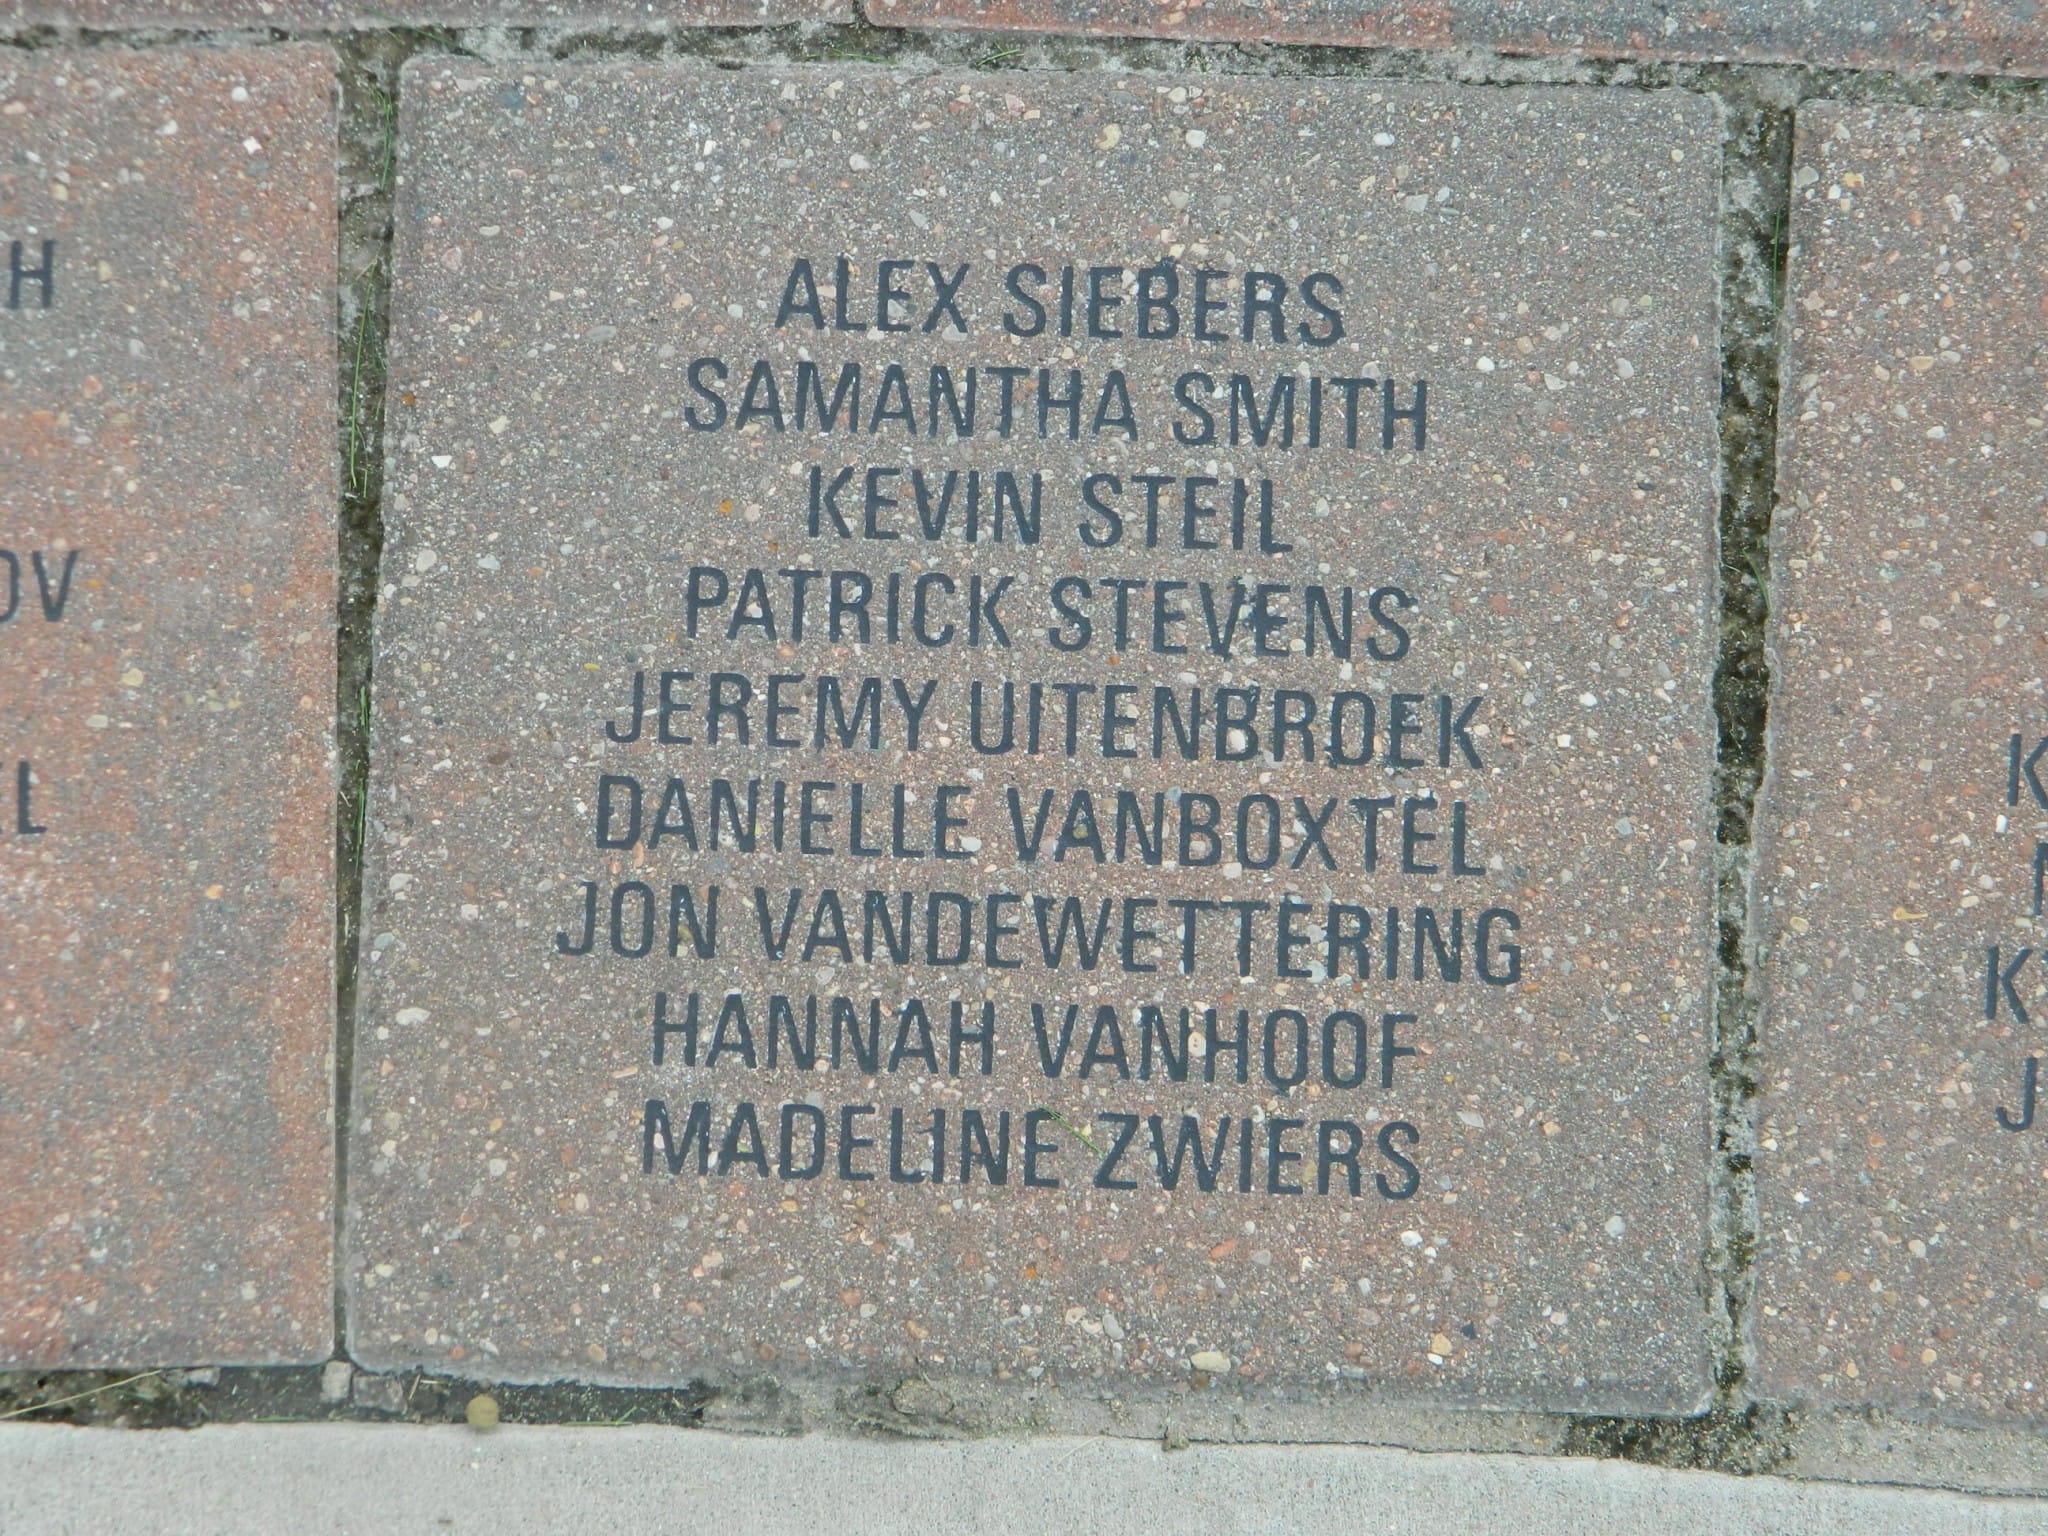 ALEX SIEBERS
SAMANTHA SMITH
KEVIN STEIL
PATRICK STEVENS
JEREMY UITENBROEK
DANIELLE VANBOXTEL
JON VANDEWETTERING
HANNAH VANHOOF
MADELINE ZWIERS